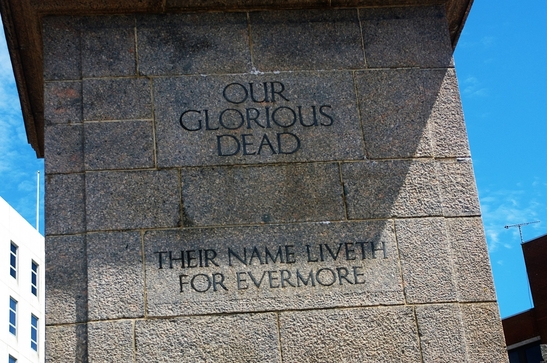 OUR
GLORIOUS
DEAD
THEIR NAME LIVETH
FOR EVERMORE